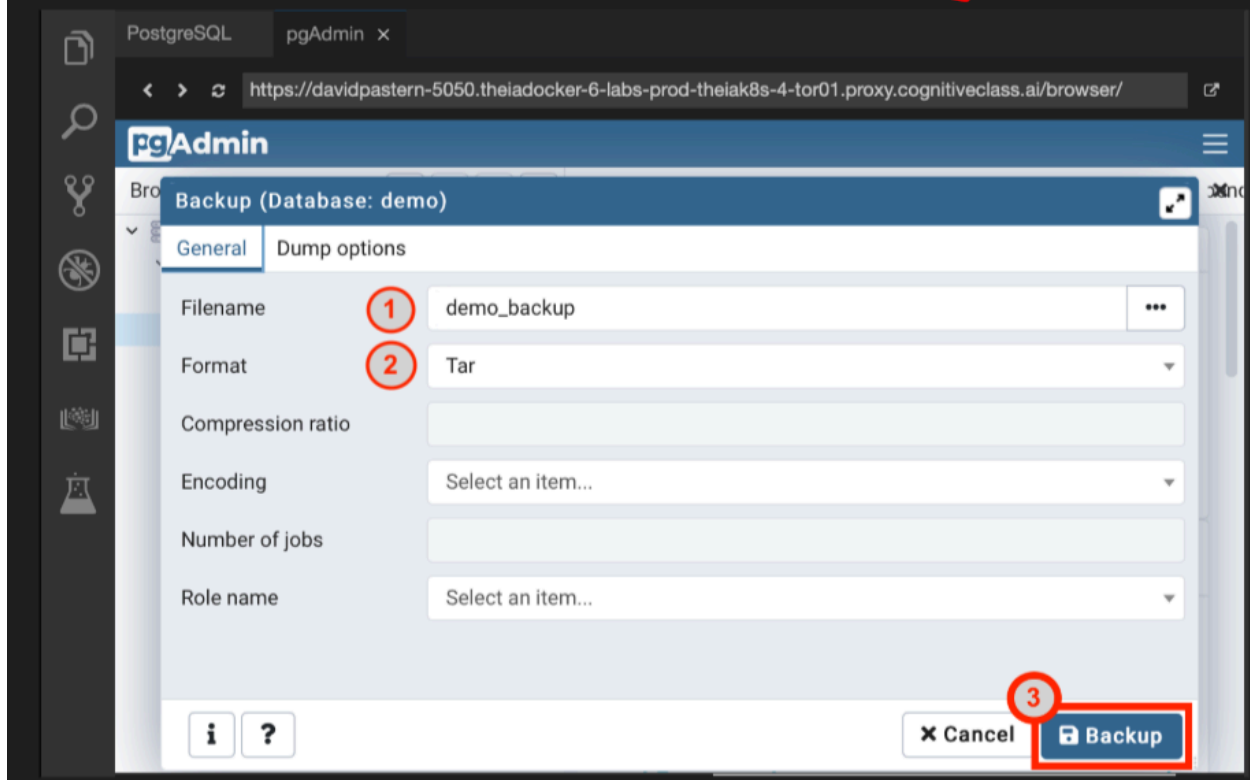 PostgreSQL pgAdmin ×
https://davidpastern-5050.theiadocker-6-labs-prod-theiak8s-4-tor01.proxy.cognitiveclass.ai/browser/
pgAdmin
Bro
Backup (Database: demo)
General Dump options
Filename 1 demo_backup •••
Format 2 Tar
Compression ratio
Encoding Select an item...
Number of jobs
Role name Select an item...
3
i ? × Cancel Backup